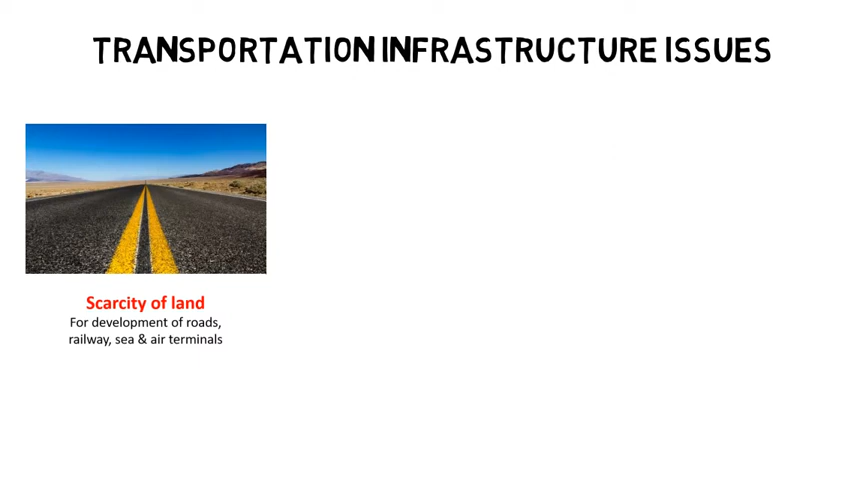 TRANSPORTATION INFRASTRUCTURE ISSUES
Scarcity of land
For development of roads,
railway, sea & air terminals